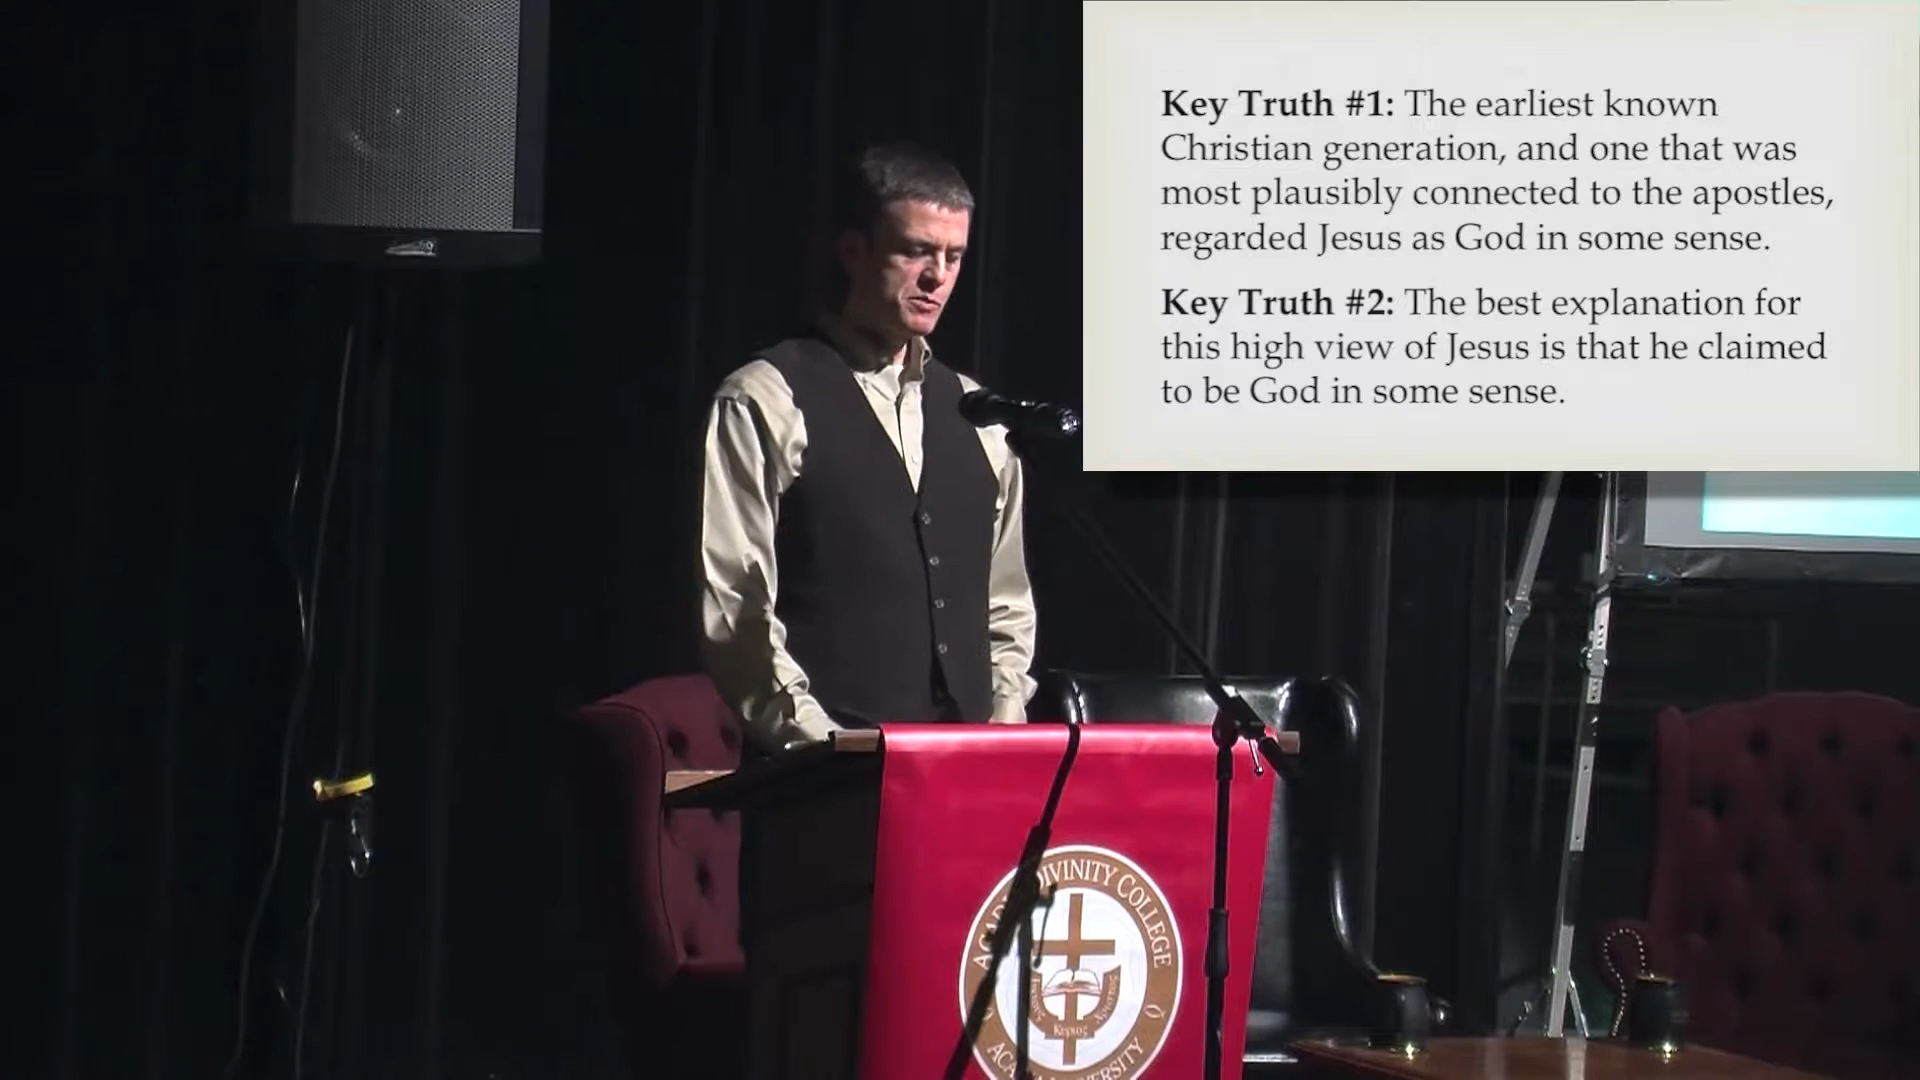 Key Truth #1: The earliest known
Christian generation, and one that was
most plausibly connected to the apostles,
regarded Jesus as God in some sense.
Key Truth #2: The best explanation for
this high view of Jesus is that he claimed
to be God in some sense.
DIVINITY COLLEGE
Κύριος